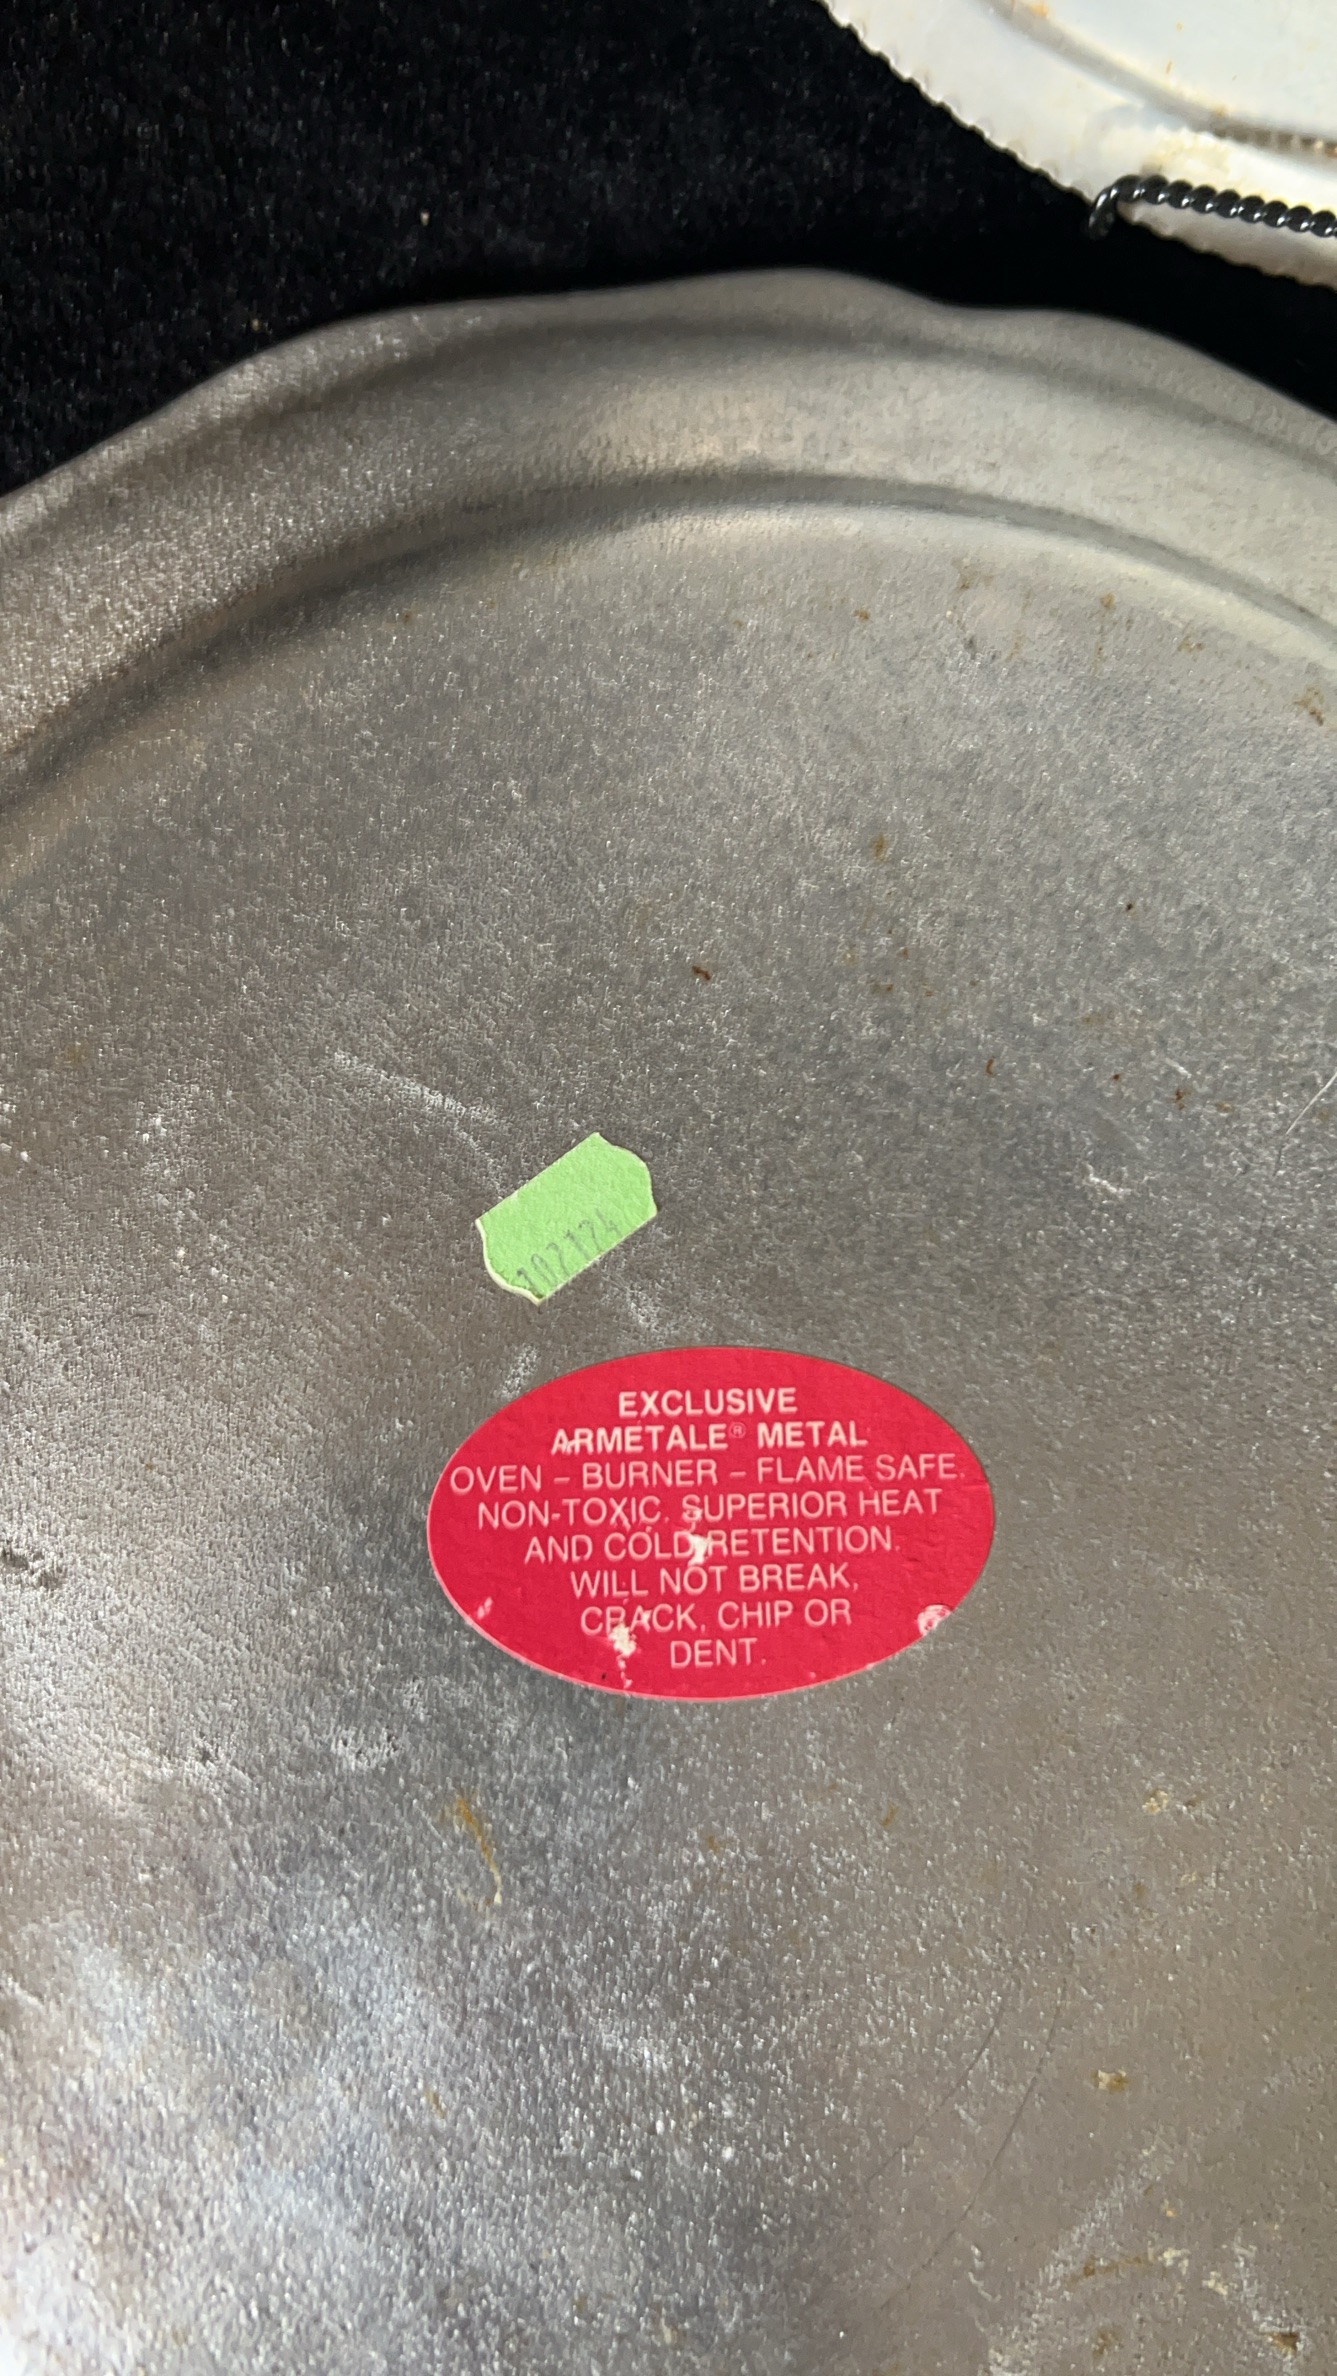 102124
EXCLUSIVE
ARMETALE® METAL
OVEN – BURNER – FLAME SAFE.
NON-TOXIC. SUPERIOR HEAT
AND COLD RETENTION.
WILL NOT BREAK,
CRACK, CHIP OR
DENT.